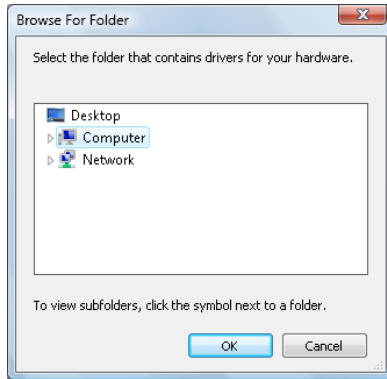 Browse For Folder
Select the folder that contains drivers for your hardware.
Desktop
Computer
Network
To view subfolders, click the symbol next to a folder.
OK Cancel